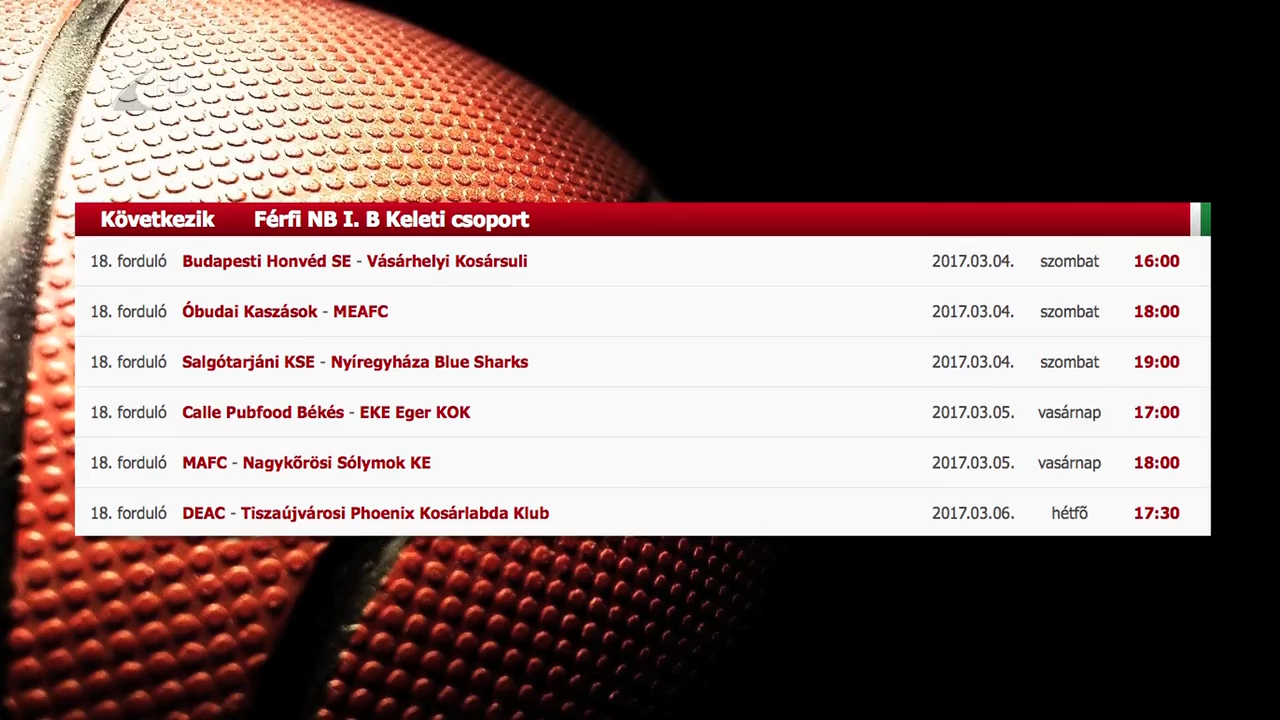 Következik Férfi NB I. B Keleti csoport
18. forduló Budapesti Honvéd SE - Vásárhelyi Kosársuli 2017.03.04. szombat 16:00
18. forduló Óbudai Kaszások - MEAFC 2017.03.04. szombat 18:00
18. forduló Salgótarjáni KSE - Nyíregyháza Blue Sharks 2017.03.04. szombat 19:00
18. forduló Calle Pubfood Békés - EKE Eger KOK 2017.03.05. vasárnap 17:00
18. forduló MAFC - Nagykõrösi Sólymok KE 2017.03.05. vasárnap 18:00
18. forduló DEAC - Tiszaújvárosi Phoenix Kosárlabda Klub 2017.03.06. hétfõ 17:30